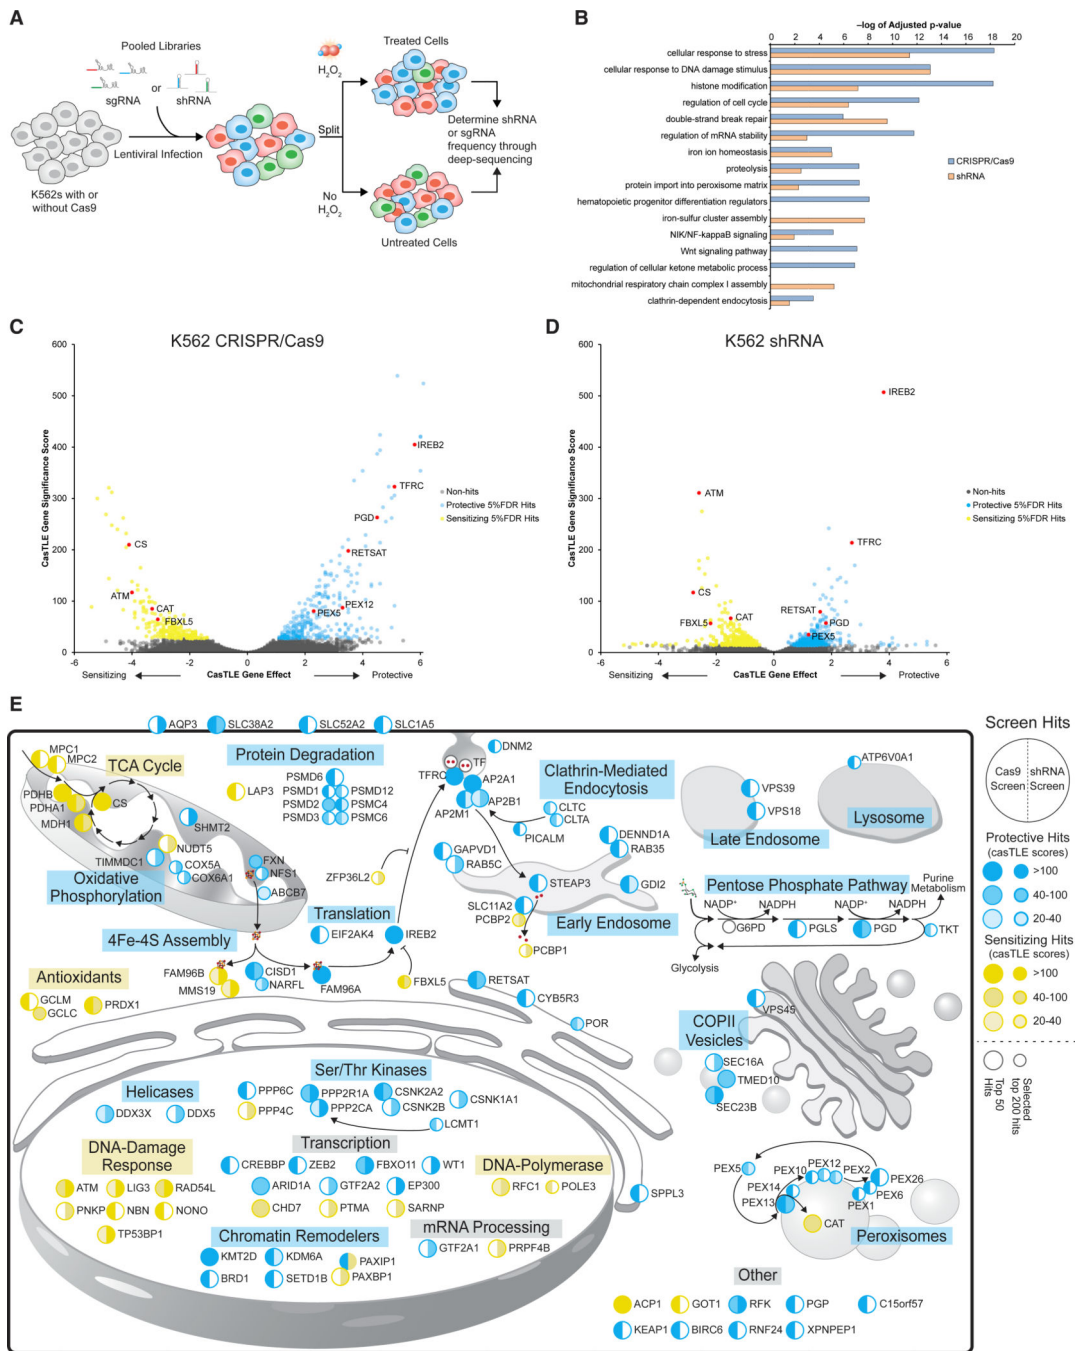 A
Pooled Libraries
or
sgRNA
shRNA
Lentiviral Infection
K562s with or
without Cas9
Split
H₂O₂
Treated Cells
Determine shRNA
or sgRNA
frequency through
deep-sequencing
No
H₂O₂
Untreated Cells
B
–log of Adjusted p-value
0 2 4 6 8 10 12 14 16 18 20
cellular response to stress
cellular response to DNA damage stimulus
histone modification
regulation of cell cycle
double-strand break repair
regulation of mRNA stability
iron ion homeostasis
proteolysis
protein import into peroxisome matrix
hematopoietic progenitor differentiation regulators
iron-sulfur cluster assembly
NIK/NF-kappaB signaling
Wnt signaling pathway
regulation of cellular ketone metabolic process
mitochondrial respiratory chain complex I assembly
clathrin-dependent endocytosis
CRISPR/Cas9
shRNA
C
K562 CRISPR/Cas9
CasTLE Gene Significance Score
600
500
400
300
200
100
0
IREB2
TFRC
PGD
RETSAT
PEX12
PEX5
CS
ATM
CAT
FBXL5
Non-hits
Protective 5%FDR Hits
Sensitizing 5%FDR Hits
-6 -4 -2 0 2 4 6
Sensitizing
CasTLE Gene Effect
Protective
D
K562 shRNA
CasTLE Gene Significance Score
600
500
400
300
200
100
0
IREB2
ATM
TFRC
CS
RETSAT
FBXL5
CAT
PGD
PEX5
Non-hits
Protective 5%FDR Hits
Sensitizing 5%FDR Hits
-6 -4 -2 0 2 4 6
Sensitizing
CasTLE Gene Effect
Protective
E
AQP3
SLC38A2
SLC52A2
SLC1A5
MPC1
MPC2
TCA Cycle
PDHB
PDHA1
CS
MDH1
SHMT2
NUDT5
TIMMDC1
COX5A
COX6A1
FXN
NFS1
ABCB7
Oxidative
Phosphorylation
Protein Degradation
LAP3
PSMD6
PSMD1
PSMD12
PSMD2
PSMC4
PSMD3
PSMC6
ZFP36L2
Translation
EIF2AK4
IREB2
4Fe-4S Assembly
FAM96B
MMS19
CISD1
NARFL
FAM96A
FBXL5
Antioxidants
GCLM
GCLC
PRDX1
TF
TFRC
DNM2
AP2A1
AP2M1
AP2B1
Clathrin-Mediated
Endocytosis
CLTC
CLTA
PICALM
GAPVD1
RAB5C
DENND1A
RAB35
STEAP3
GDI2
SLC11A2
PCBP2
PCBP1
Early Endosome
RETSAT
CYB5R3
POR
ATP6V0A1
VPS39
VPS18
Late Endosome
Lysosome
Pentose Phosphate Pathway
Purine
Metabolism
NADP⁺
NADPH
NADP⁺
NADPH
G6PD
PGLS
PGD
TKT
Glycolysis
VPS45
COPII
Vesicles
SEC16A
TMED10
SEC23B
Helicases
DDX3X
DDX5
Ser/Thr Kinases
PPP6C
PPP4C
PPP2R1A
PPP2CA
CSNK2A2
CSNK2B
CSNK1A1
LCMT1
DNA-Damage
Response
ATM
LIG3
RAD54L
PNKP
NBN
NONO
TP53BP1
Transcription
CREBBP
ZEB2
FBXO11
WT1
ARID1A
GTF2A2
EP300
CHD7
PTMA
SARNP
DNA-Polymerase
RFC1
POLE3
Chromatin Remodelers
KMT2D
KDM6A
PAXIP1
BRD1
SETD1B
PAXBP1
mRNA Processing
GTF2A1
PRPF4B
SPPL3
PEX5
PEX10
PEX12
PEX2
PEX26
PEX14
PEX13
PEX6
PEX1
CAT
Peroxisomes
Other
ACP1
GOT1
RFK
PGP
C15orf57
KEAP1
BIRC6
RNF24
XPNPEP1
Screen Hits
Cas9
Screen
shRNA
Screen
Protective Hits
(casTLE scores)
>100
40-100
20-40
Sensitizing Hits
(casTLE scores)
>100
40-100
20-40
Top 50
Hits
Selected
top 200 hits